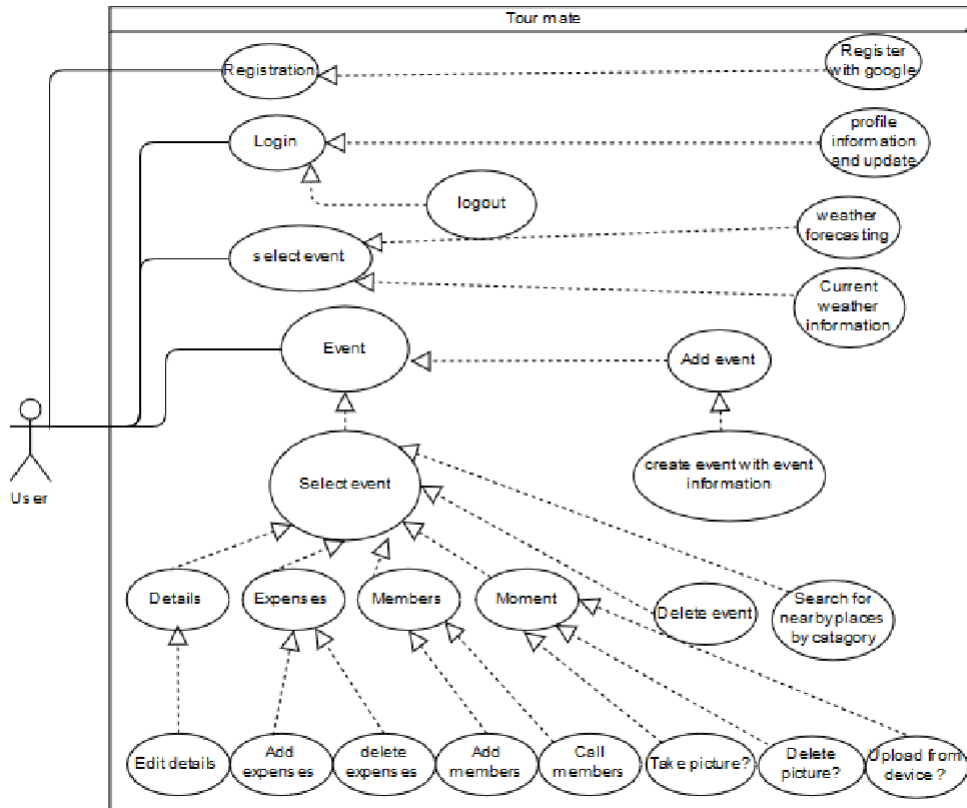 Tour mate
Registration
Register
with google
Login
profile
information
and update
logout
select event
weather
forecasting
Current
weather
information
Event
Add event
create event with event
information
User
Select event
Details
Expenses
Members
Moment
Delete event
Search for
nearby places
by catagory
Edit details
Add
expenses
delete
expenses
Add
members
Call
members
Take picture?
Delete
picture?
Upload from
device?